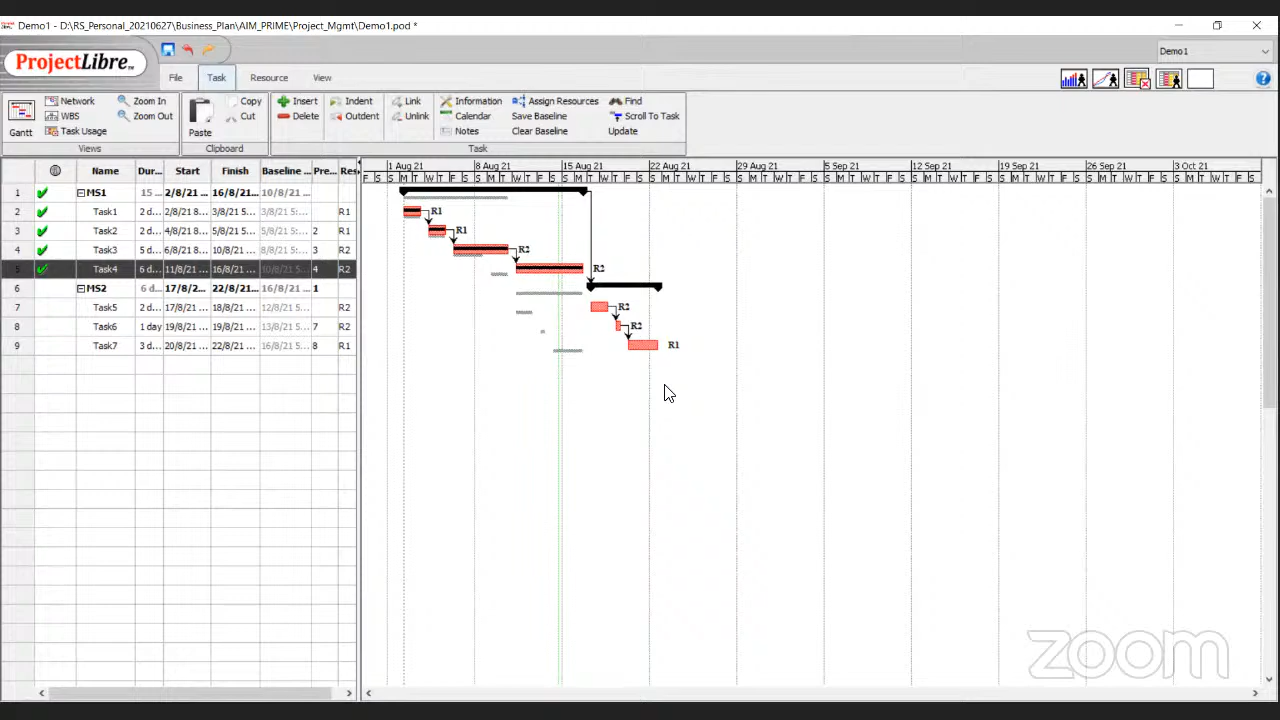 Demo1 - D:\RS_Personal_20210627\Business_Plan\AIM_PRIME\Project_Mgmt\Demo1.pod *
ProjectLibre
Demo1
File Task Resource View
Network Zoom In Copy Insert Indent Link Information Assign Resources Find
WBS Zoom Out Cut Delete Outdent Unlink Calendar Save Baseline Scroll To Task
Gantt Task Usage Paste Notes Clear Baseline Update
Views Clipboard Task
1 Aug 21 8 Aug 21 15 Aug 21 22 Aug 21 29 Aug 21 5 Sep 21 12 Sep 21 19 Sep 21 26 Sep 21 3 Oct 21
Name Dur... Start Finish Baseline ... Pre... Res
F S S M T W T F S S M T W T F S S M T W T F S S M T W T F S S M T W T F S S M T W T F S S M T W T F S S M T W T F S S M T W T F S S M T W T F S
1 MS1 15 ... 2/8/21 ... 16/8/21... 10/8/21 ...
2 Task1 2 d... 2/8/21 8... 3/8/21 5... 3/8/21 5:... R1 R1
3 Task2 2 d... 4/8/21 8... 5/8/21 5... 5/8/21 5:... 2 R1 R1
4 Task3 5 d... 6/8/21 8... 10/8/21 ... 8/8/21 5:... 3 R2 R2
5 Task4 6 d... 11/8/21 ... 16/8/21 ... 10/8/21 5... 4 R2 R2
6 MS2 6 d... 17/8/2... 22/8/21... 16/8/21 ... 1
7 Task5 2 d... 17/8/21 ... 18/8/21 ... 12/8/21 5... R2 R2
8 Task6 1 day 19/8/21 ... 19/8/21 ... 13/8/21 5... 7 R2 R2
9 Task7 3 d... 20/8/21 ... 22/8/21 ... 16/8/21 5... 8 R1 R1
zoom